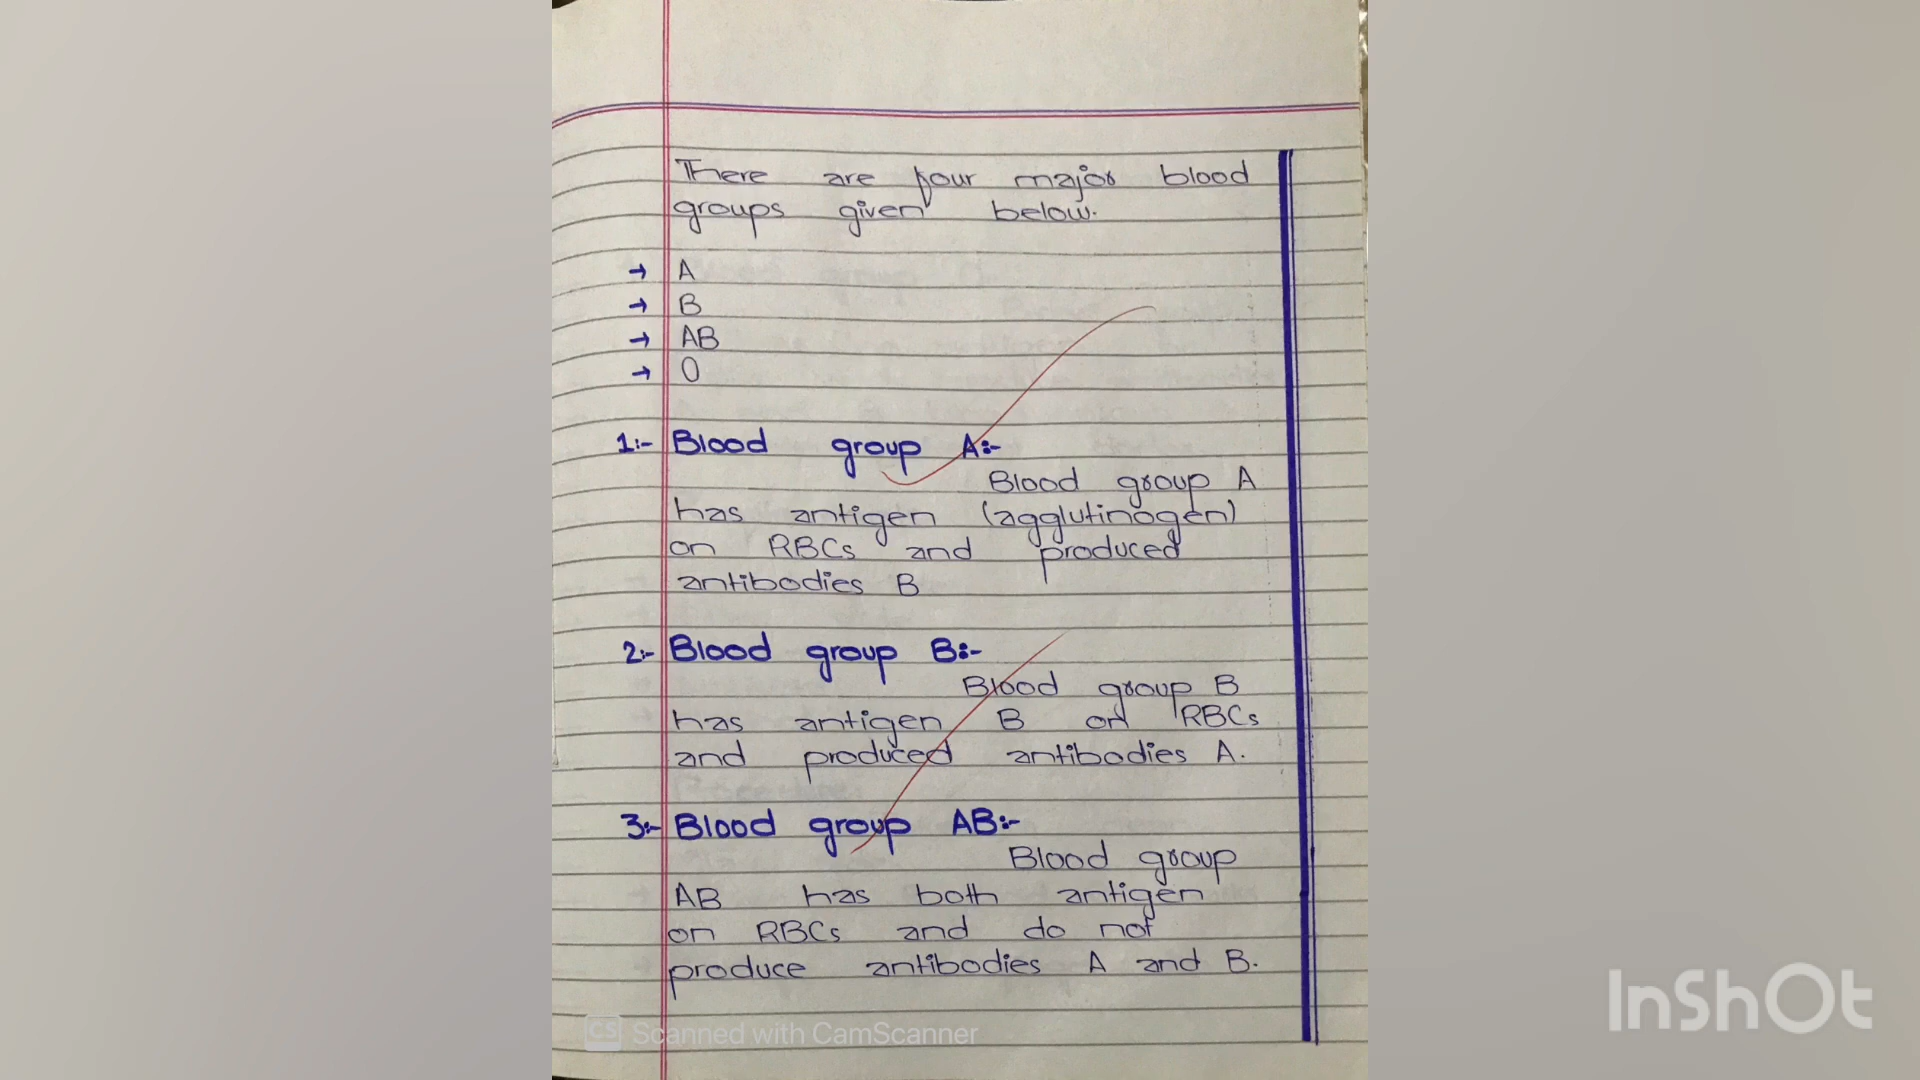 There are four major blood
groups given below.
→ A
→ B
→ AB
→ O
1:- Blood group A:-
Blood group A
has antigen (agglutinogen)
on RBCs and produced
antibodies B
2:- Blood group B:-
Blood group B
has antigen B on RBCs
and produced antibodies A.
3:- Blood group AB:-
Blood group
AB has both antigen
on RBCs and do not
produce antibodies A and B.
CS Scanned with CamScanner
InShOt